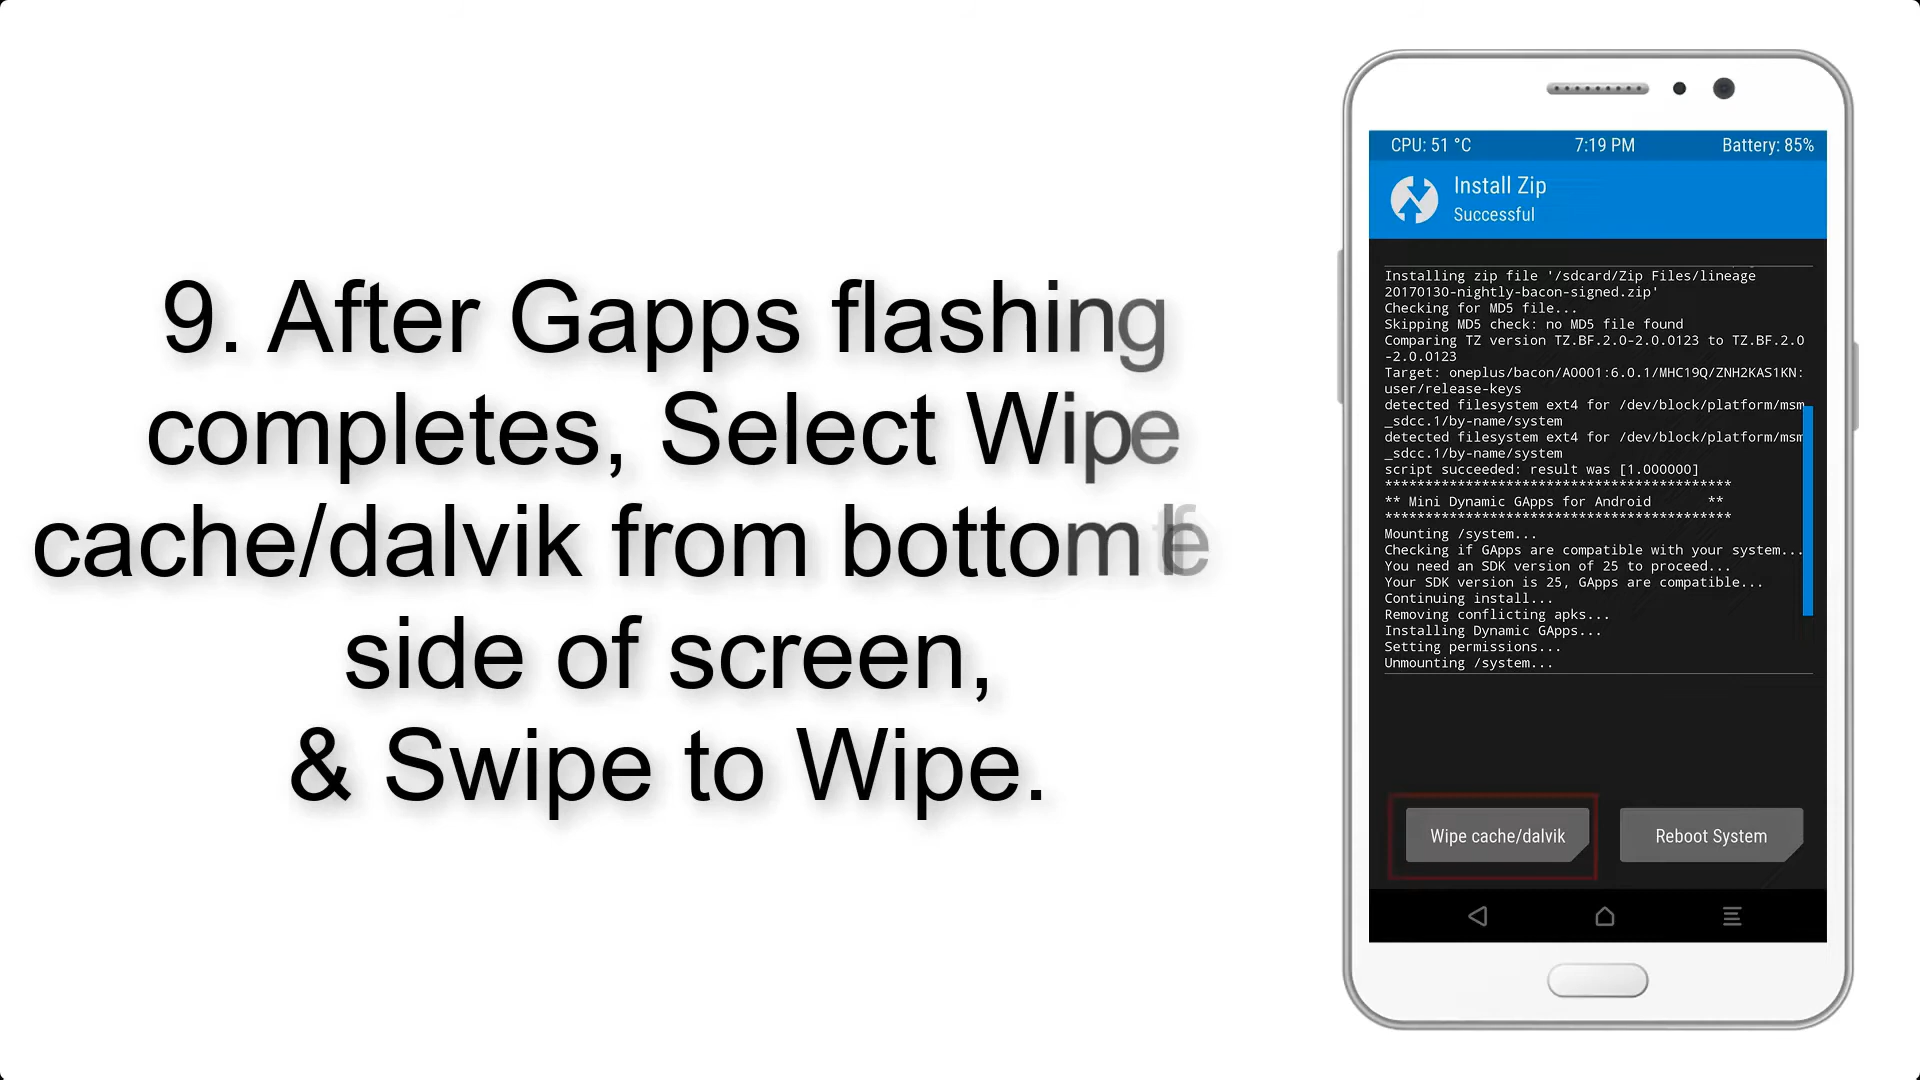 9. After Gapps flashing
completes, Select Wipe
cache/dalvik from bottom
side of screen,
& Swipe to Wipe.
CPU: 51 °C 7:19 PM Battery: 85%
Install Zip
Successful
Installing zip file '/sdcard/Zip Files/lineage
20170130-nightly-bacon-signed.zip'
Checking for MD5 file...
Skipping MD5 check: no MD5 file found
Comparing TZ version TZ.BF.2.0-2.0.0123 to TZ.BF.2.0
-2.0.0123
Target: oneplus/bacon/A0001:6.0.1/MHC19Q/ZNH2KAS1KN:
user/release-keys
detected filesystem ext4 for /dev/block/platform/msm
_sdcc.1/by-name/system
detected filesystem ext4 for /dev/block/platform/msm
_sdcc.1/by-name/system
script succeeded: result was [1.000000]
*******************************************
** Mini Dynamic GApps for Android **
*******************************************
Mounting /system...
Checking if GApps are compatible with your system...
You need an SDK version of 25 to proceed...
Your SDK version is 25, GApps are compatible...
Continuing install...
Removing conflicting apks...
Installing Dynamic GApps...
Setting permissions...
Unmounting /system...
Wipe cache/dalvik Reboot System